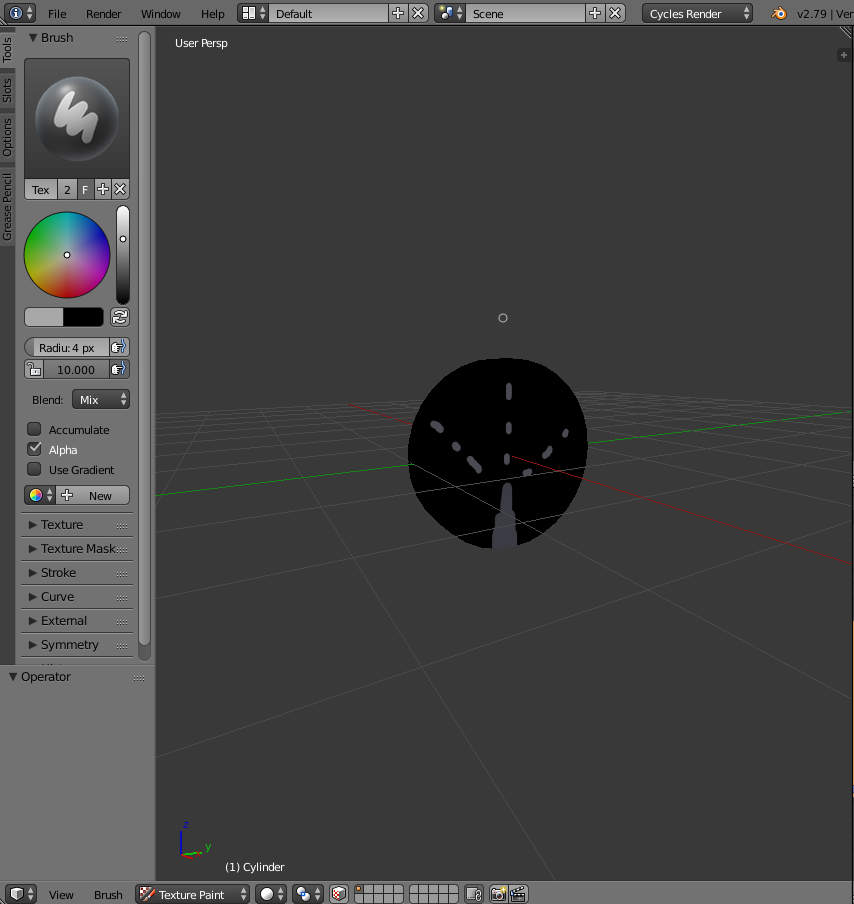 File Render Window Help Default Scene Cycles Render v2.79 | Ver
Brush
User Persp
Tools
Slots
Options
Grease Pencil
Tex 2 F
Radiu: 4 px
10.000
Blend: Mix
Accumulate
Alpha
Use Gradient
New
Texture
Texture Mask
Stroke
Curve
External
Symmetry
Operator
z
y
(1) Cylinder
View Brush Texture Paint